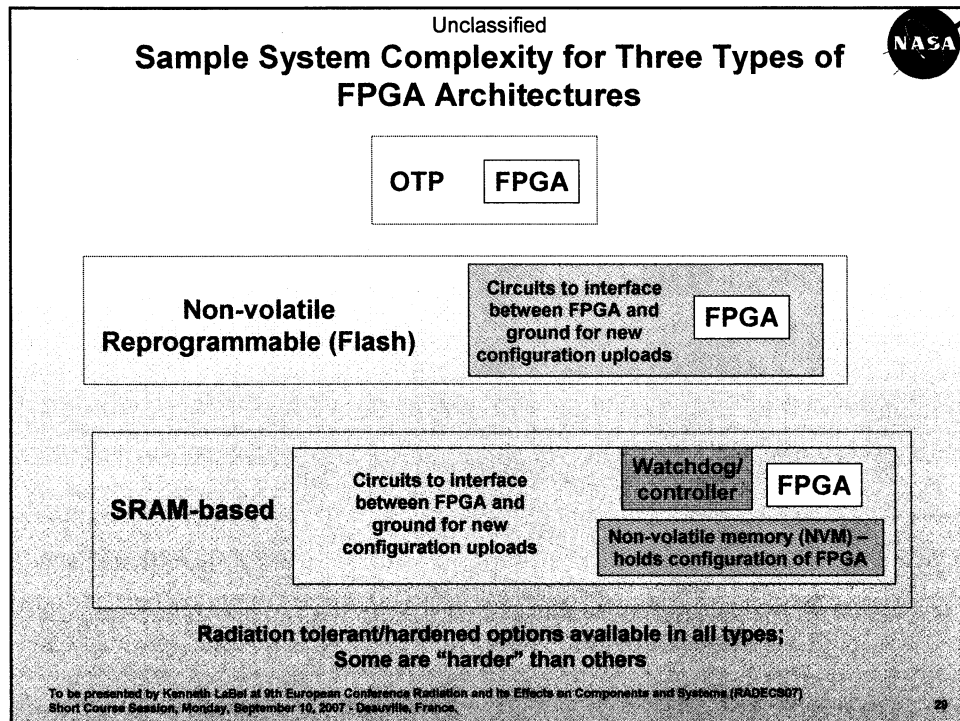 Unclassified
Sample System Complexity for Three Types of
FPGA Architectures
NASA
OTP
FPGA
Non-volatile
Reprogrammable (Flash)
Circuits to interface
between FPGA and
ground for new
configuration uploads
FPGA
SRAM-based
Circuits to interface
between FPGA and
ground for new
configuration uploads
Watchdog/
controller
FPGA
Non-volatile memory (NVM) –
holds configuration of FPGA
Radiation tolerant/hardened options available in all types;
Some are “harder” than others
To be presented by Kenneth LaBel at 9th European Conference Radiation and Its Effects on Components and Systems (RADECS07)
Short Course Session, Monday, September 10, 2007 - Deauville, France.
29